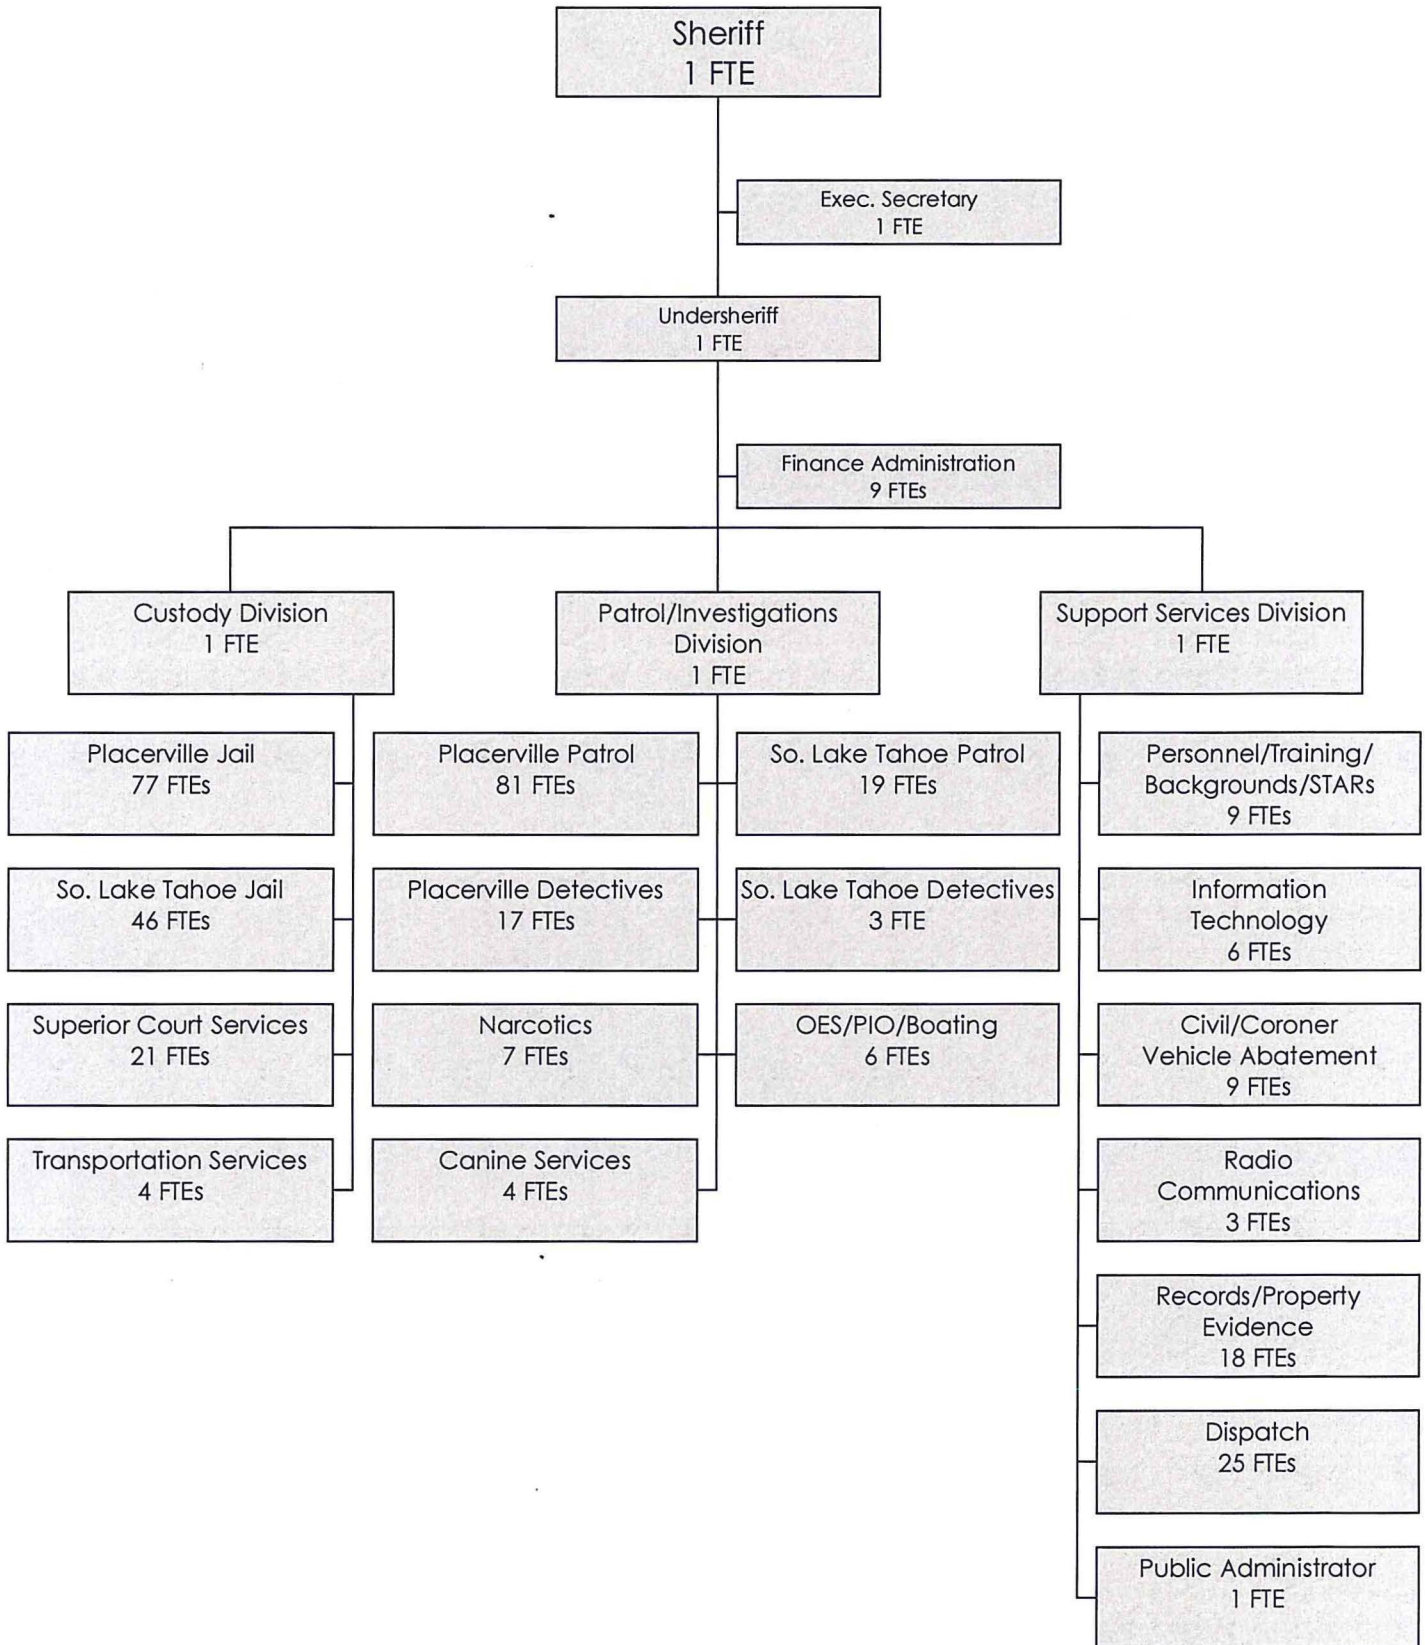 Sheriff
1 FTE
Exec. Secretary
1 FTE
Undersheriff
1 FTE
Finance Administration
9 FTEs
Custody Division
1 FTE
Patrol/Investigations
Division
1 FTE
Support Services Division
1 FTE
Placerville Jail
77 FTEs
Placerville Patrol
81 FTEs
So. Lake Tahoe Patrol
19 FTEs
Personnel/Training/
Backgrounds/STARs
9 FTEs
So. Lake Tahoe Jail
46 FTEs
Placerville Detectives
17 FTEs
So. Lake Tahoe Detectives
3 FTE
Information
Technology
6 FTEs
Superior Court Services
21 FTEs
Narcotics
7 FTEs
OES/PIO/Boating
6 FTEs
Civil/Coroner
Vehicle Abatement
9 FTEs
Transportation Services
4 FTEs
Canine Services
4 FTEs
Radio
Communications
3 FTEs
Records/Property
Evidence
18 FTEs
Dispatch
25 FTEs
Public Administrator
1 FTE